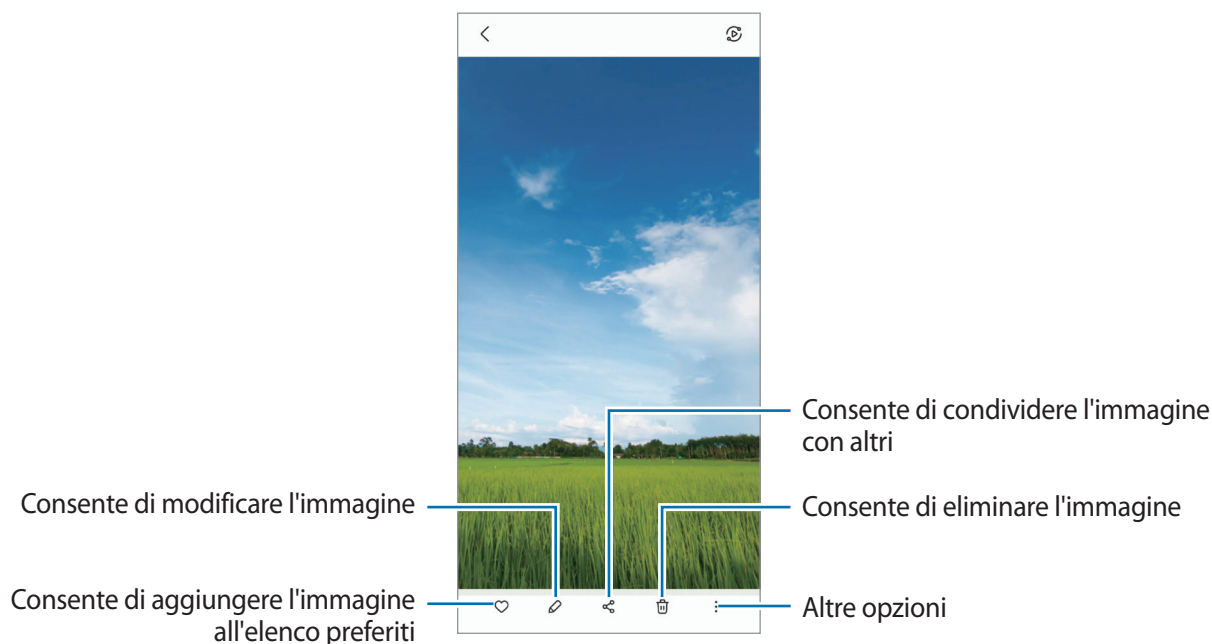 Consente di condividere l'immagine
con altri
Consente di modificare l'immagine
Consente di eliminare l'immagine
Consente di aggiungere l'immagine
all'elenco preferiti
Altre opzioni